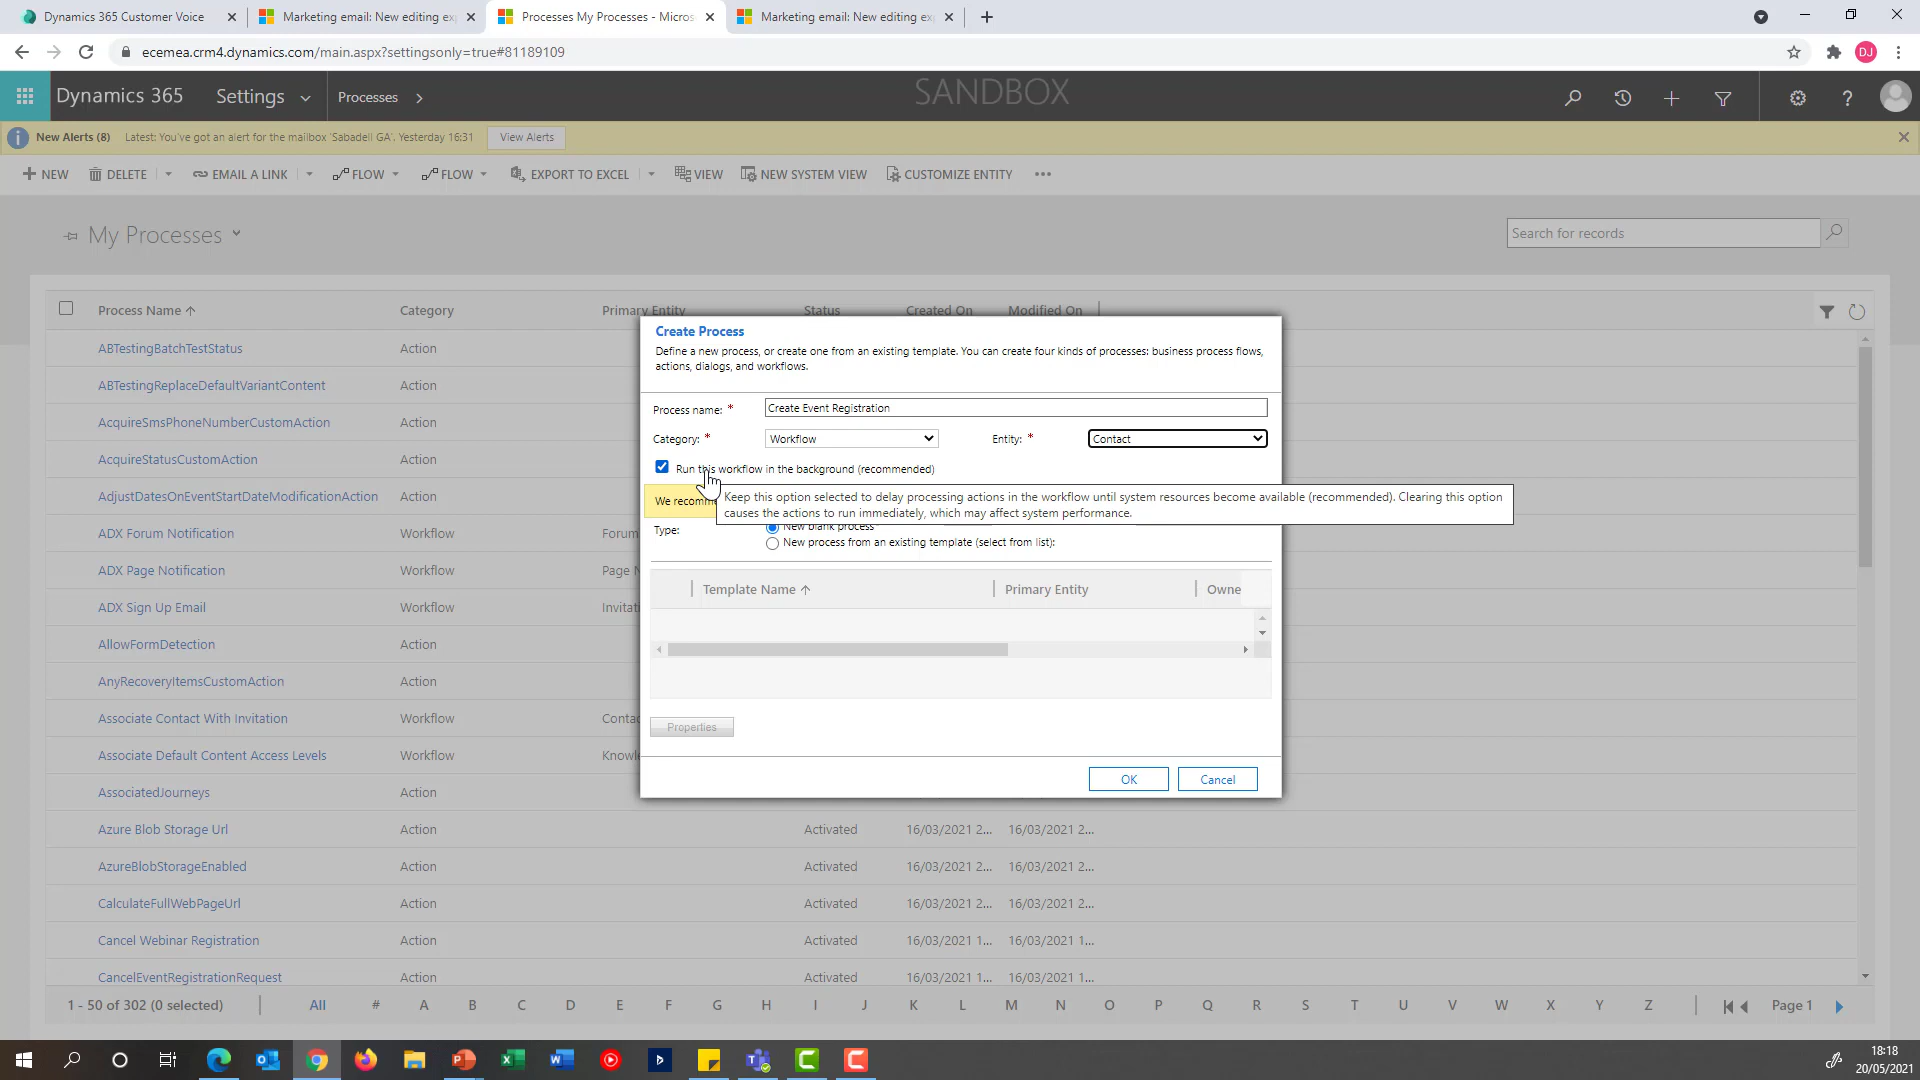 Dynamics 365 Customer Voice
Marketing email: New editing exp
Processes My Processes - Micros
Marketing email: New editing exp
ecemea.crm4.dynamics.com/main.aspx?settingsonly=true#81189109
DJ
Dynamics 365
Settings
Processes
SANDBOX
New Alerts (8)
Latest: You've got an alert for the mailbox 'Sabadell GA'. Yesterday 16:31
View Alerts
NEW
DELETE
EMAIL A LINK
FLOW
FLOW
EXPORT TO EXCEL
VIEW
NEW SYSTEM VIEW
CUSTOMIZE ENTITY
My Processes
Search for records
Process Name
Category
Primary Entity
Status
Created On
Modified On
ABTestingBatchTestStatus Action
ABTestingReplaceDefaultVariantContent Action
AcquireSmsPhoneNumberCustomAction Action
AcquireStatusCustomAction Action
AdjustDatesOnEventStartDateModificationAction Action
ADX Forum Notification Workflow Forum
ADX Page Notification Workflow Page N
ADX Sign Up Email Workflow Invitat
AllowFormDetection Action
AnyRecoveryItemsCustomAction Action
Associate Contact With Invitation Workflow Contac
Associate Default Content Access Levels Workflow Knowle
AssociatedJourneys Action
Azure Blob Storage Url Action Activated 16/03/2021 2... 16/03/2021 2...
AzureBlobStorageEnabled Action Activated 16/03/2021 2... 16/03/2021 2...
CalculateFullWebPageUrl Action Activated 16/03/2021 2... 16/03/2021 2...
Cancel Webinar Registration Action Activated 16/03/2021 1... 16/03/2021 1...
CancelEventRegistrationRequest Action Activated 16/03/2021 1... 16/03/2021 1...
Create Process
Define a new process, or create one from an existing template. You can create four kinds of processes: business process flows,
actions, dialogs, and workflows.
Process name: * Create Event Registration
Category: * Workflow
Entity: * Contact
Run this workflow in the background (recommended)
We recomm
Keep this option selected to delay processing actions in the workflow until system resources become available (recommended). Clearing this option
causes the actions to run immediately, which may affect system performance.
Type:
New blank process
New process from an existing template (select from list):
Template Name
Primary Entity
Owne
Properties
OK
Cancel
1 - 50 of 302 (0 selected)
All # A B C D E F G H I J K L M N O P Q R S T U V W X Y Z
Page 1
18:18
20/05/2021